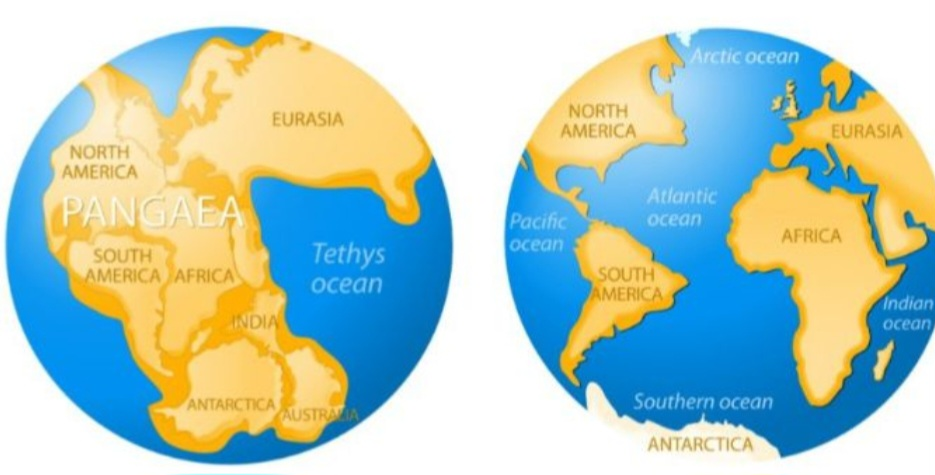 EURASIA
NORTH
AMERICA
PANGAEA
SOUTH
AMERICA
AFRICA
Tethys
ocean
INDIA
ANTARCTICA
AUSTRALIA
Arctic ocean
NORTH
AMERICA
EURASIA
Atlantic
ocean
Pacific
ocean
AFRICA
SOUTH
AMERICA
Indian
ocean
Southern ocean
ANTARCTICA